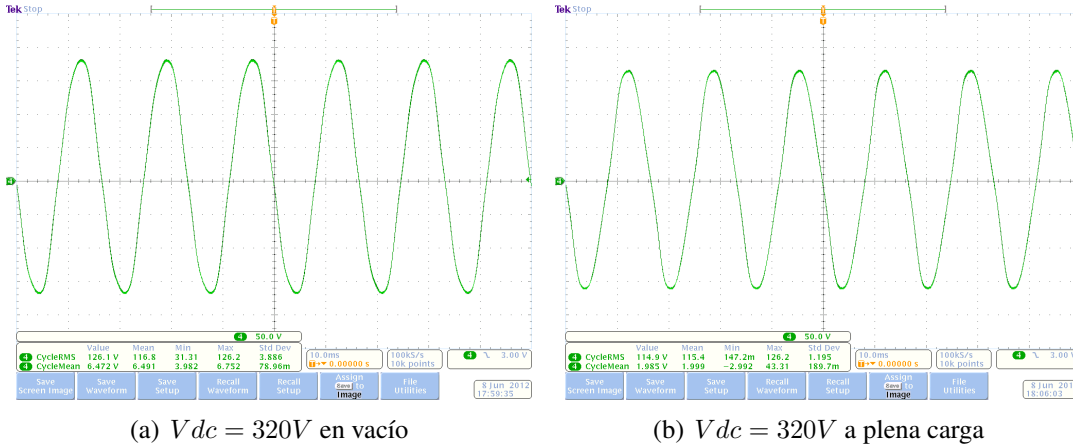 Tek Stop
T
4
4 50.0 V
Value Mean Min Max Std Dev
4 CycleRMS 126.1 V 116.8 31.31 126.2 3.886
4 CycleMean 6.472 V 6.491 3.982 6.752 78.96m
10.0ms
T→▼ 0.00000 s
100kS/s
10k points
4 ㇏ 3.00 V
Save Screen Image
Save Waveform
Save Setup
Recall Waveform
Recall Setup
Assign Save to Image
File Utilities
8 Jun 2012
17:59:35
(a) Vdc = 320V en vacío
Tek Stop
T
4
4 50.0 V
Value Mean Min Max Std Dev
4 CycleRMS 114.9 V 115.4 147.2m 126.2 1.195
4 CycleMean 1.985 V 1.999 −2.992 43.31 189.7m
10.0ms
T→▼ 0.00000 s
100kS/s
10k points
4 ㇏ 3.00
Save Screen Image
Save Waveform
Save Setup
Recall Waveform
Recall Setup
Assign Save to Image
File Utilities
8 Jun 201
18:06:03
(b) Vdc = 320V a plena carga